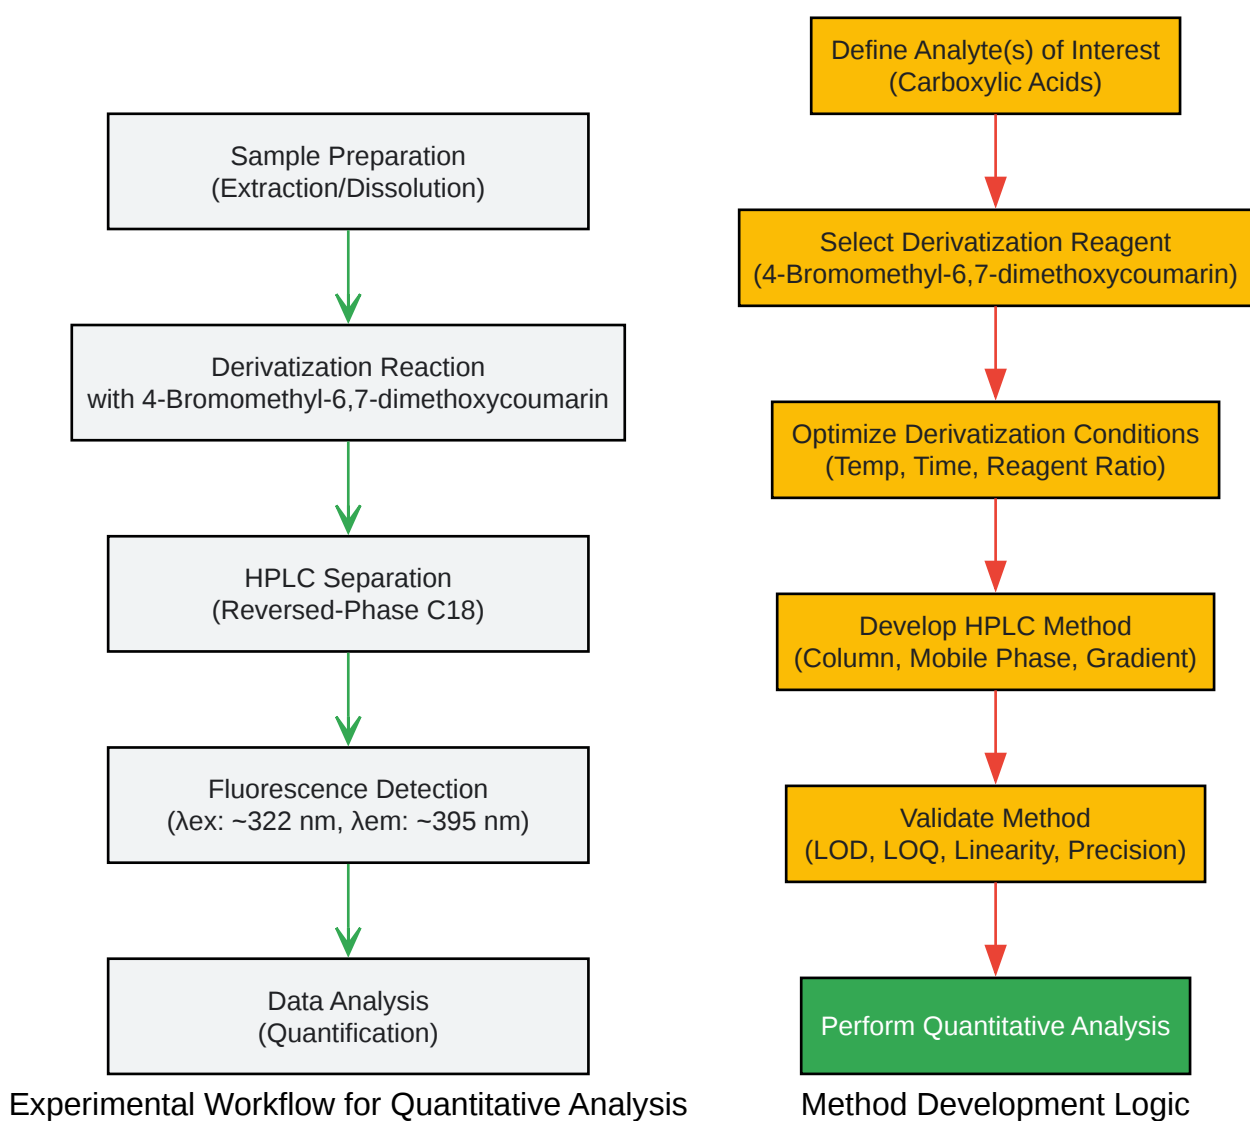 Sample Preparation
(Extraction/Dissolution)
Derivatization Reaction
with 4-Bromomethyl-6,7-dimethoxycoumarin
HPLC Separation
(Reversed-Phase C18)
Fluorescence Detection
(λex: ~322 nm, λem: ~395 nm)
Data Analysis
(Quantification)
Experimental Workflow for Quantitative Analysis
Define Analyte(s) of Interest
(Carboxylic Acids)
Select Derivatization Reagent
(4-Bromomethyl-6,7-dimethoxycoumarin)
Optimize Derivatization Conditions
(Temp, Time, Reagent Ratio)
Develop HPLC Method
(Column, Mobile Phase, Gradient)
Validate Method
(LOD, LOQ, Linearity, Precision)
Perform Quantitative Analysis
Method Development Logic